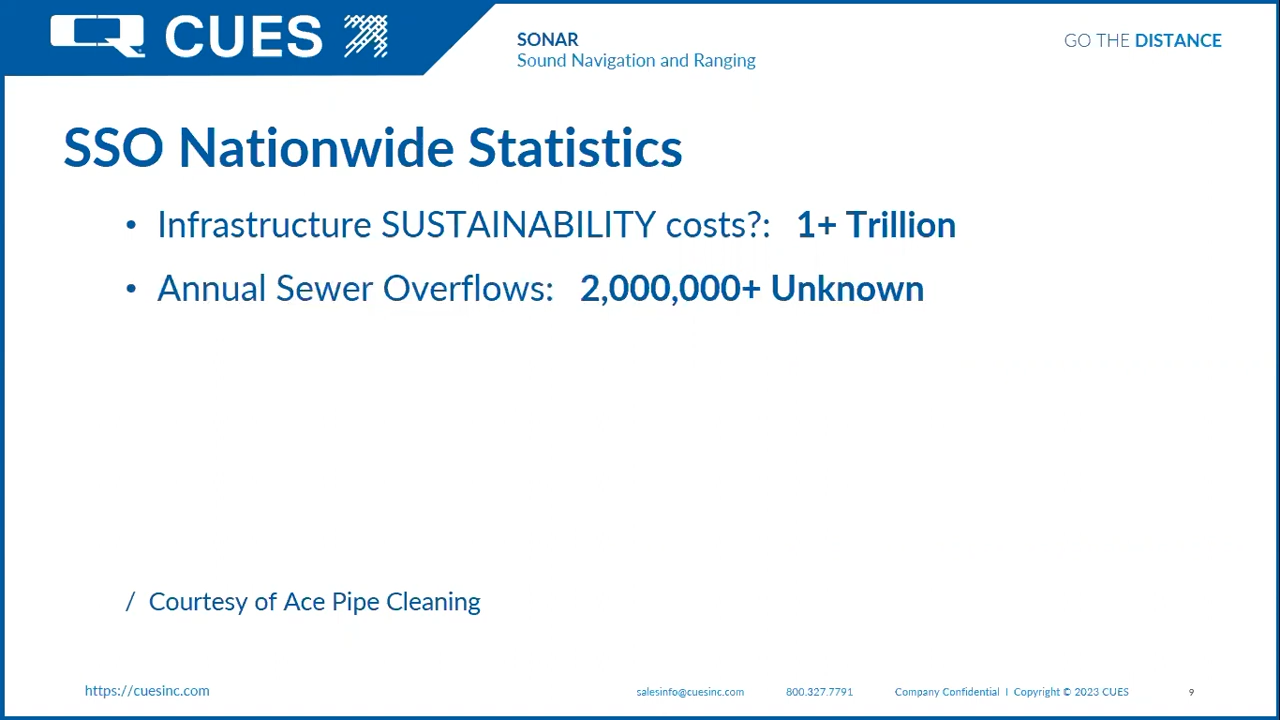 CUES
SONAR
Sound Navigation and Ranging
GO THE DISTANCE
SSO Nationwide Statistics
• Infrastructure SUSTAINABILITY costs?: 1+ Trillion
• Annual Sewer Overflows: 2,000,000+ Unknown
/ Courtesy of Ace Pipe Cleaning
https://cuesinc.com
salesinfo@cuesinc.com 800.327.7791 Company Confidential I Copyright © 2023 CUES 9